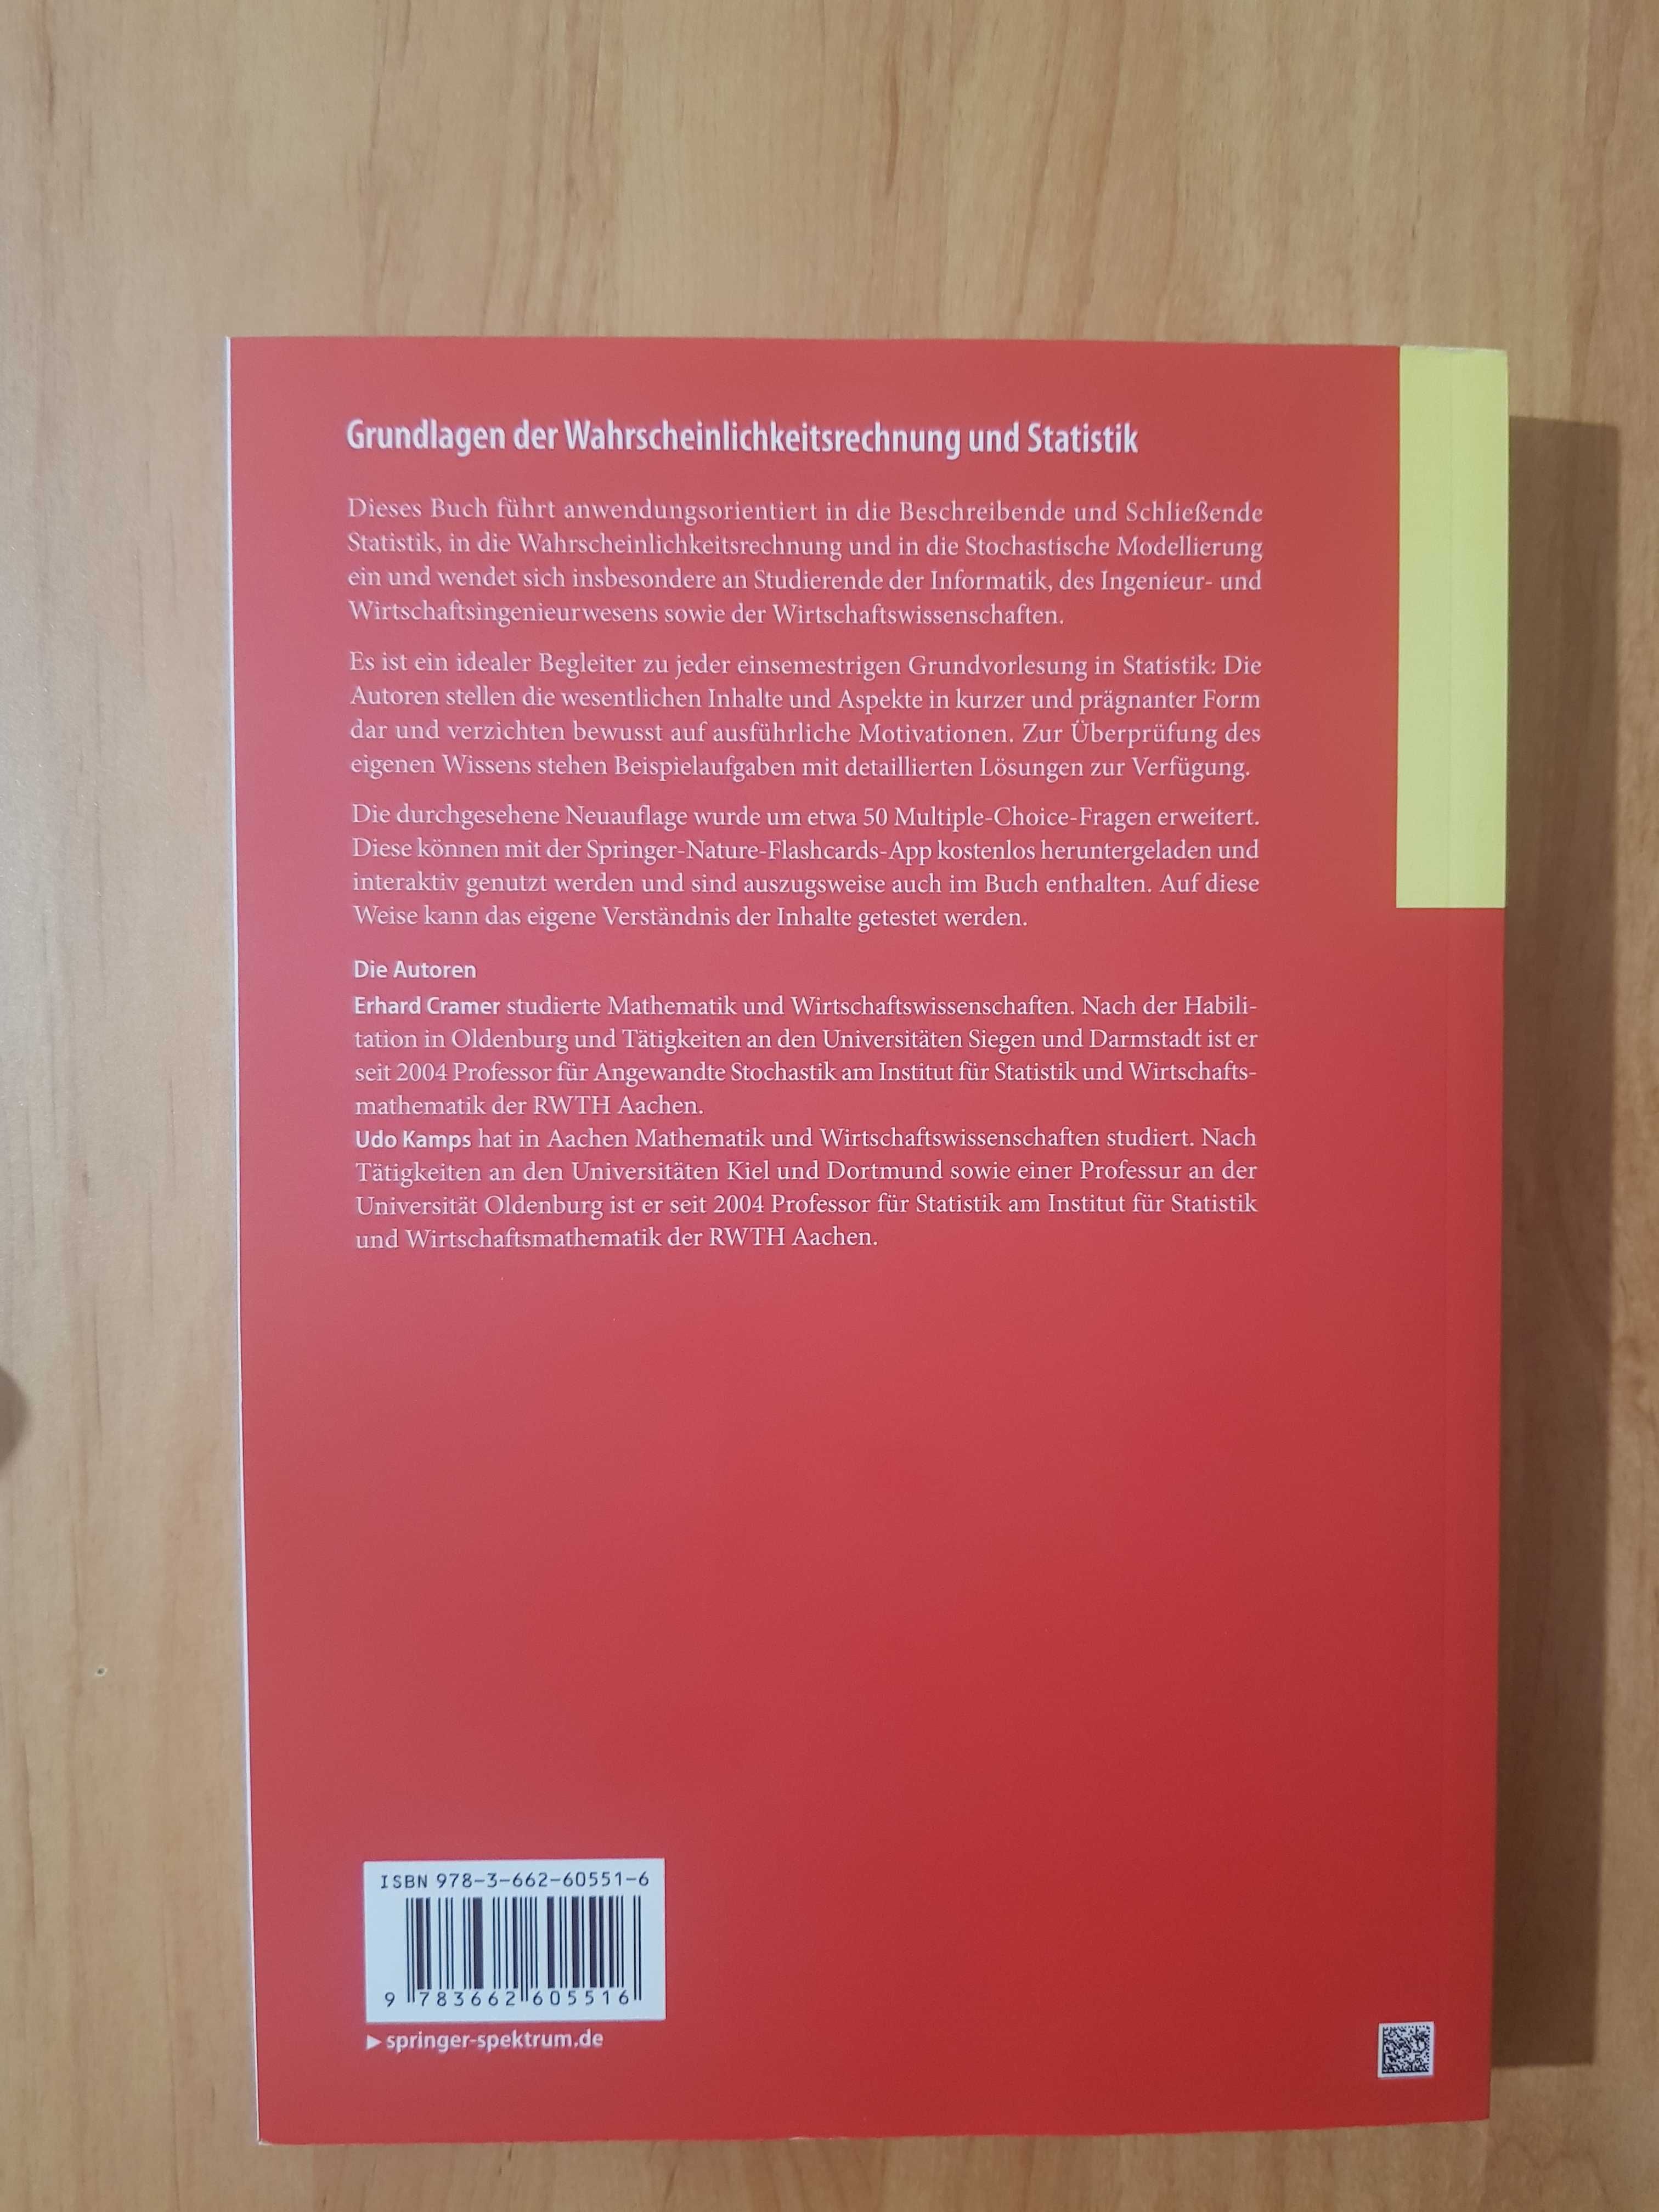 Grundlagen der Wahrscheinlichkeitsrechnung und Statistik
Dieses Buch führt anwendungsorientiert in die Beschreibende und Schließende
Statistik, in die Wahrscheinlichkeitsrechnung und in die Stochastische Modellierung
ein und wendet sich insbesondere an Studierende der Informatik, des Ingenieur- und
Wirtschaftsingenieurwesens sowie der Wirtschaftswissenschaften.
Es ist ein idealer Begleiter zu jeder einsemestrigen Grundvorlesung in Statistik: Die
Autoren stellen die wesentlichen Inhalte und Aspekte in kurzer und prägnanter Form
dar und verzichten bewusst auf ausführliche Motivationen. Zur Überprüfung des
eigenen Wissens stehen Beispielaufgaben mit detaillierten Lösungen zur Verfügung.
Die durchgesehene Neuauflage wurde um etwa 50 Multiple-Choice-Fragen erweitert.
Diese können mit der Springer-Nature-Flashcards-App kostenlos heruntergeladen und
interaktiv genutzt werden und sind auszugsweise auch im Buch enthalten. Auf diese
Weise kann das eigene Verständnis der Inhalte getestet werden.
Die Autoren
Erhard Cramer studierte Mathematik und Wirtschaftswissenschaften. Nach der Habili-
tation in Oldenburg und Tätigkeiten an den Universitäten Siegen und Darmstadt ist er
seit 2004 Professor für Angewandte Stochastik am Institut für Statistik und Wirtschafts-
mathematik der RWTH Aachen.
Udo Kamps hat in Aachen Mathematik und Wirtschaftswissenschaften studiert. Nach
Tätigkeiten an den Universitäten Kiel und Dortmund sowie einer Professur an der
Universität Oldenburg ist er seit 2004 Professor für Statistik am Institut für Statistik
und Wirtschaftsmathematik der RWTH Aachen.
ISBN 978-3-662-60551-6
9 783662 605516
▶ springer-spektrum.de